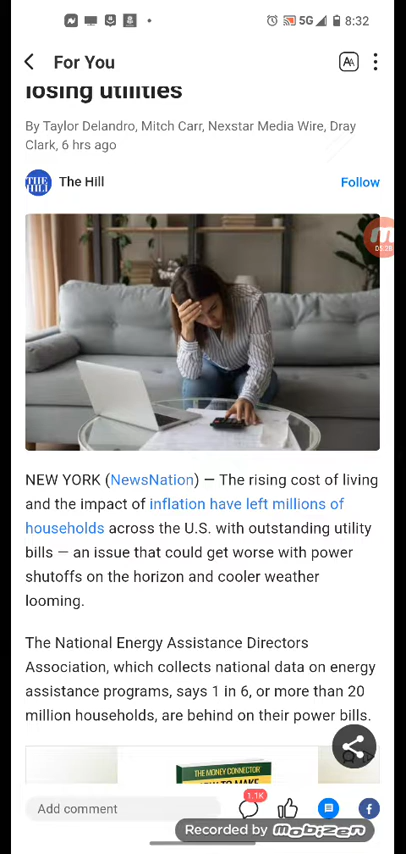 5G 8:32
For You
losing utilities
By Taylor Delandro, Mitch Carr, Nexstar Media Wire, Dray
Clark, 6 hrs ago
THE HILL
The Hill
Follow
NEW YORK (NewsNation) — The rising cost of living
and the impact of inflation have left millions of
households across the U.S. with outstanding utility
bills — an issue that could get worse with power
shutoffs on the horizon and cooler weather
looming.
The National Energy Assistance Directors
Association, which collects national data on energy
assistance programs, says 1 in 6, or more than 20
million households, are behind on their power bills.
THE MONEY CONNECTOR
Add comment
1.1K
Recorded by mobizen